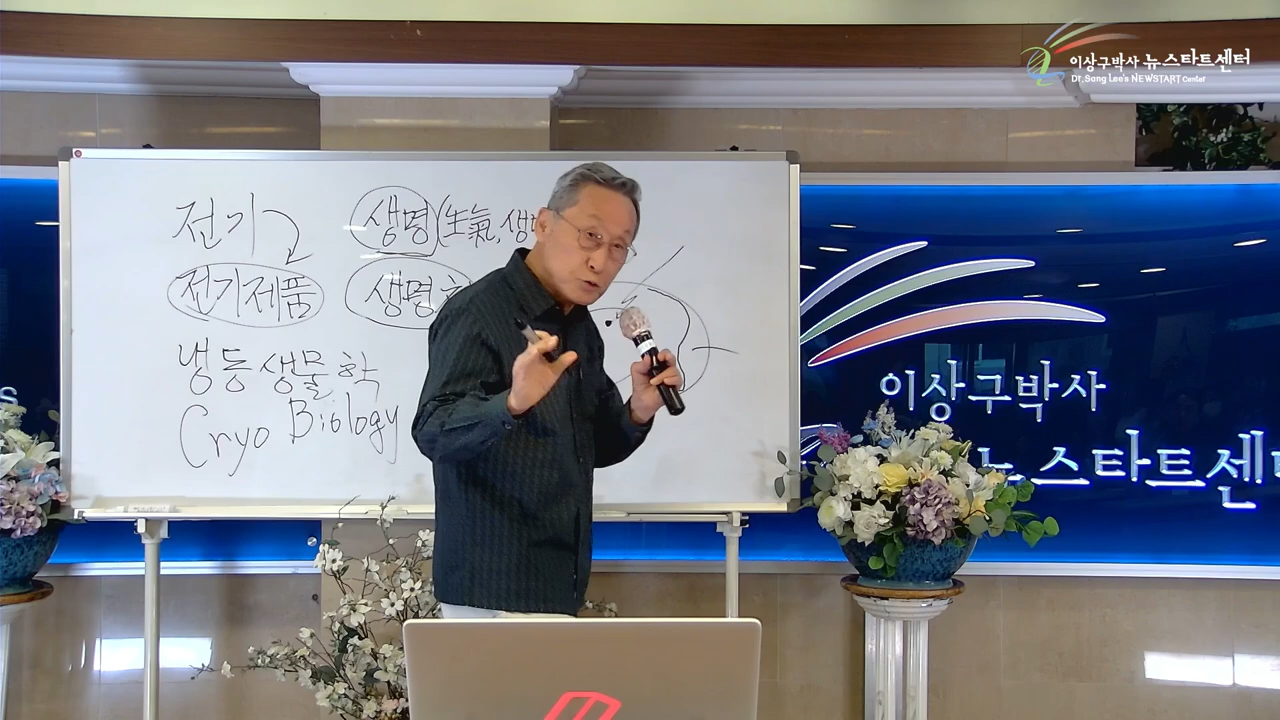 이상구박사 뉴스타트센터
Dr. Sang Lee's NEWSTART Center
전기 생명(生氣, 생
전기제품 생명
냉동생물학
Cryo Biology
이상구박사
뉴스타트센
s